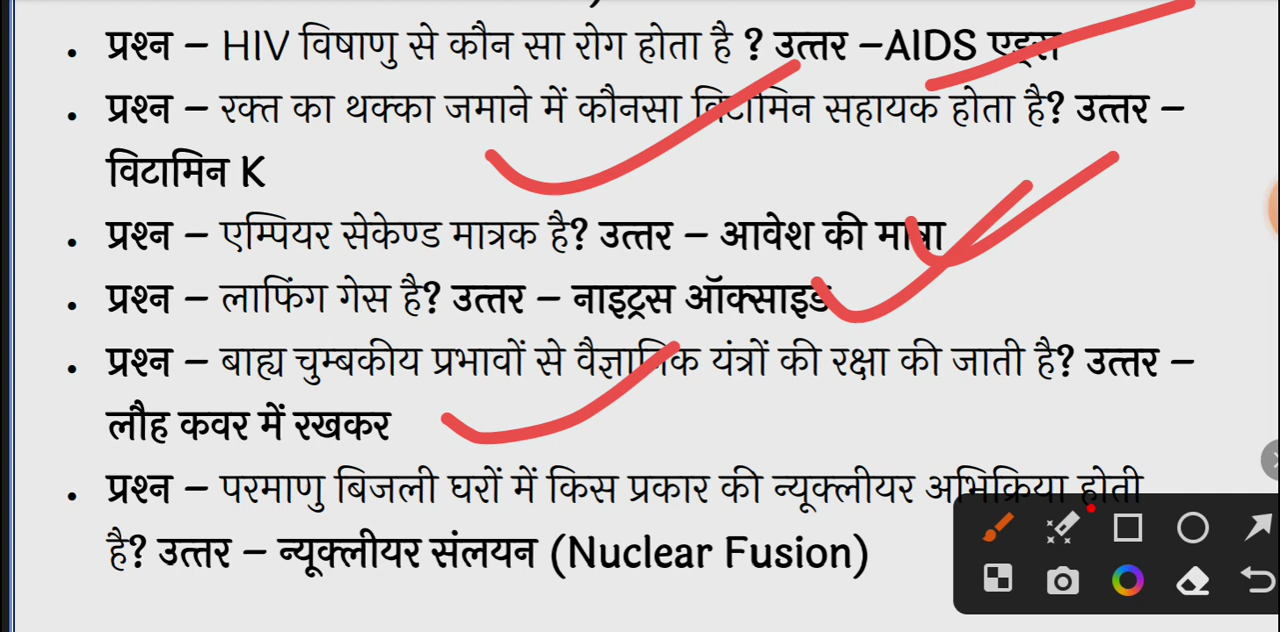 • प्रश्न – HIV विषाणु से कौन सा रोग होता है ? उत्तर –AIDS एड्स
• प्रश्न – रक्त का थक्का जमाने में कौनसा विटामिन सहायक होता है? उत्तर –
विटामिन K
• प्रश्न – एम्पियर सेकेण्ड मात्रक है? उत्तर – आवेश की मात्रा
• प्रश्न – लाफिंग गेस है? उत्तर – नाइट्रस ऑक्साइड
• प्रश्न – बाह्य चुम्बकीय प्रभावों से वैज्ञानिक यंत्रों की रक्षा की जाती है? उत्तर –
लौह कवर में रखकर
• प्रश्न – परमाणु बिजली घरों में किस प्रकार की न्यूक्लीयर अभिक्रिया होती
है? उत्तर – न्यूक्लीयर संलयन (Nuclear Fusion)